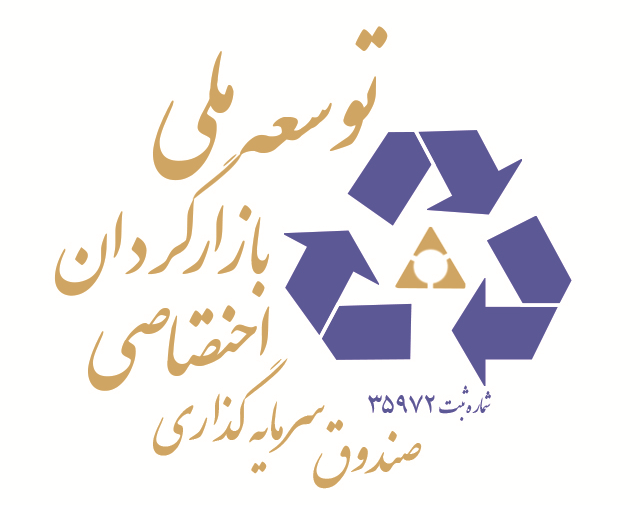 توسعه ملی
بازارگردان
اختصاصی
شماره ثبت ۳۵۹۷۲
صندوق سرمایه گذاری